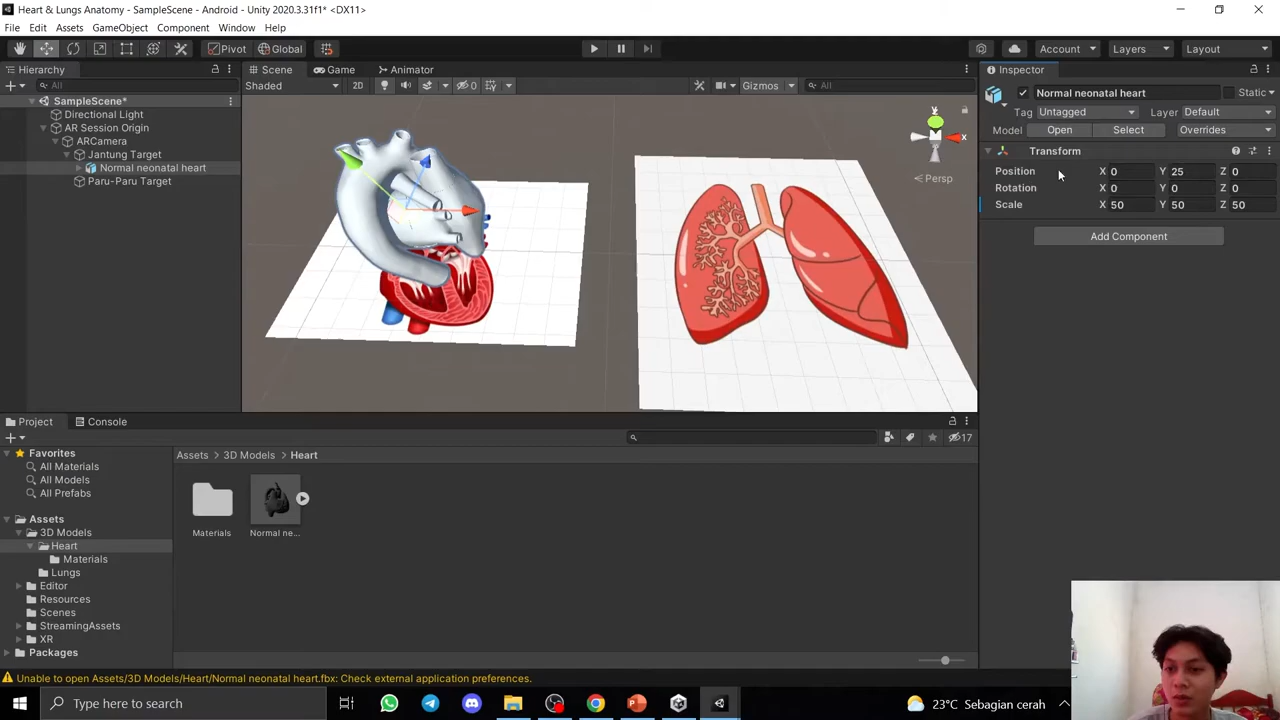 Heart & Lungs Anatomy - SampleScene - Android - Unity 2020.3.31f1* <DX11>
File Edit Assets GameObject Component Window Help
Pivot Global Account Layers Layout
Hierarchy Scene Game Animator Inspector
All Shaded 2D 0 Gizmos All
Normal neonatal heart Static
SampleScene*
Directional Light
AR Session Origin
ARCamera
Jantung Target
Normal neonatal heart
Paru-Paru Target
y
x
Persp
Tag Untagged Layer Default
Model Open Select Overrides
Transform
Position X 0 Y 25 Z 0
Rotation X 0 Y 0 Z 0
Scale X 50 Y 50 Z 50
Add Component
Project Console
17
Favorites
All Materials
All Models
All Prefabs
Assets
3D Models
Heart
Materials
Lungs
Editor
Resources
Scenes
StreamingAssets
XR
Packages
Assets > 3D Models > Heart
Materials Normal ne...
Unable to open Assets/3D Models/Heart/Normal neonatal heart.fbx: Check external application preferences.
Type here to search
23°C Sebagian cerah